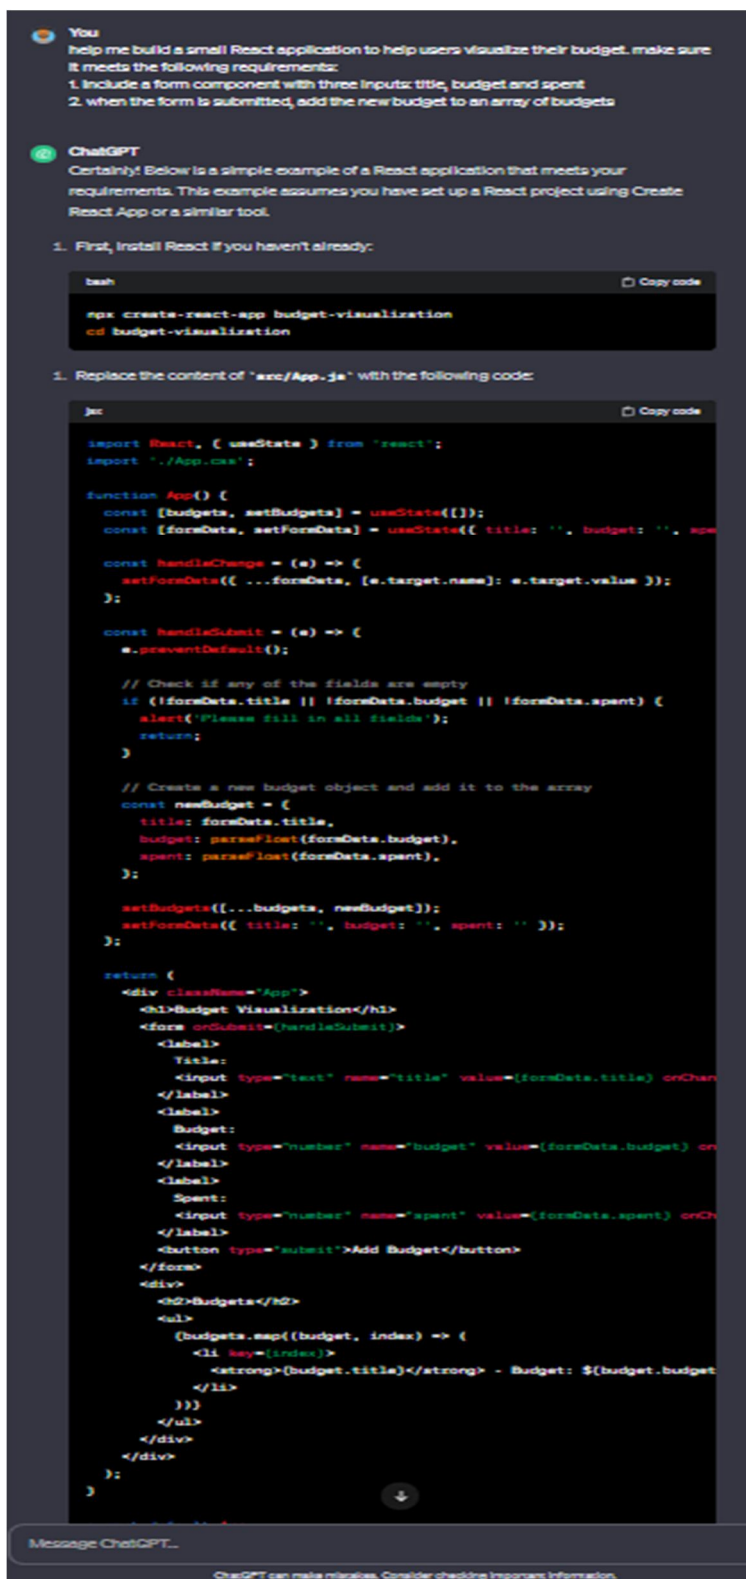 You
help me build a small React application to help users visualize their budget. make sure
it meets the following requirements:
1. Include a form component with three inputs: title, budget and spent
2. when the form is submitted, add the new budget to an array of budgets
ChatGPT
Certainly! Below is a simple example of a React application that meets your
requirements. This example assumes you have set up a React project using Create
React App or a similar tool.
1. First, install React if you haven't already:
bash
Copy code
npx create-react-app budget-visualization
cd budget-visualization
1. Replace the content of `src/App.js` with the following code:
jsx
Copy code
import React, { useState } from 'react';
import './App.css';
function App() {
const [budgets, setBudgets] = useState([]);
const [formData, setFormData] = useState({ title: '', budget: '', spe
const handleChange = (e) => {
setFormData({ ...formData, [e.target.name]: e.target.value });
};
const handleSubmit = (e) => {
e.preventDefault();
// Check if any of the fields are empty
if (!formData.title || !formData.budget || !formData.spent) {
alert('Please fill in all fields');
return;
}
// Create a new budget object and add it to the array
const newBudget = {
title: formData.title,
budget: parseFloat(formData.budget),
spent: parseFloat(formData.spent),
};
setBudgets([...budgets, newBudget]);
setFormData({ title: '', budget: '', spent: '' });
};
return (
<div className="App">
<h1>Budget Visualization</h1>
<form onSubmit={handleSubmit}>
<label>
Title:
<input type="text" name="title" value={formData.title} onChan
</label>
<label>
Budget:
<input type="number" name="budget" value={formData.budget} on
</label>
<label>
Spent:
<input type="number" name="spent" value={formData.spent} onCh
</label>
<button type="submit">Add Budget</button>
</form>
<div>
<h2>Budgets</h2>
<ul>
{budgets.map((budget, index) => (
<li key={index}>
<strong>{budget.title}</strong> - Budget: ${budget.budget
</li>
))}
</ul>
</div>
</div>
);
}
Message ChatGPT...
ChatGPT can make mistakes. Consider checking important information.